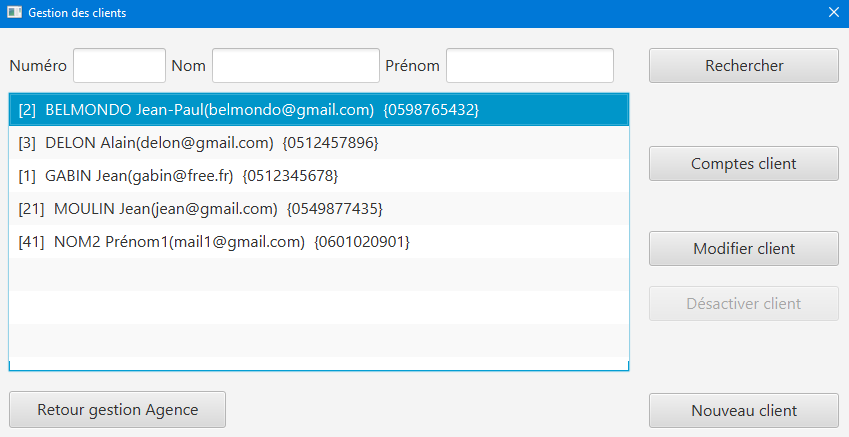 Gestion des clients
Numéro Nom Prénom Rechercher
[2] BELMONDO Jean-Paul(belmondo@gmail.com) {0598765432}
[3] DELON Alain(delon@gmail.com) {0512457896}
Comptes client
[1] GABIN Jean(gabin@free.fr) {0512345678}
[21] MOULIN Jean(jean@gmail.com) {0549877435}
[41] NOM2 Prénom1(mail1@gmail.com) {0601020901}
Modifier client
Désactiver client
Retour gestion Agence
Nouveau client